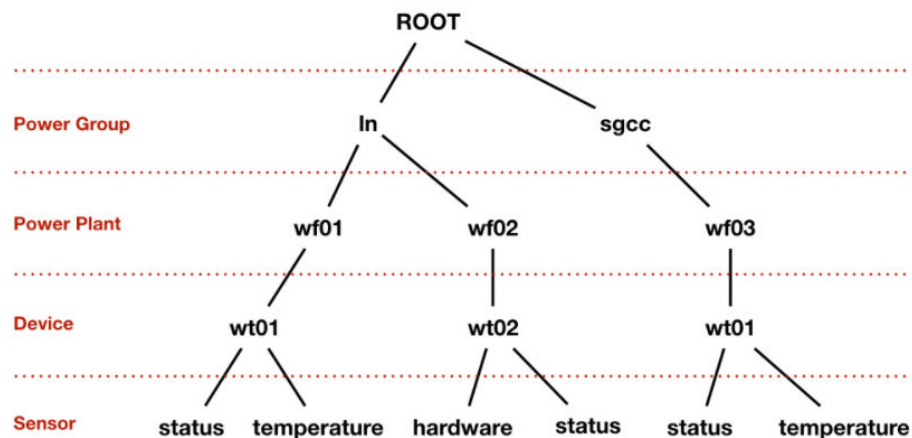 ROOT
Power Group ln sgcc
Power Plant wf01 wf02 wf03
Device wt01 wt02 wt01
Sensor status temperature hardware status status temperature